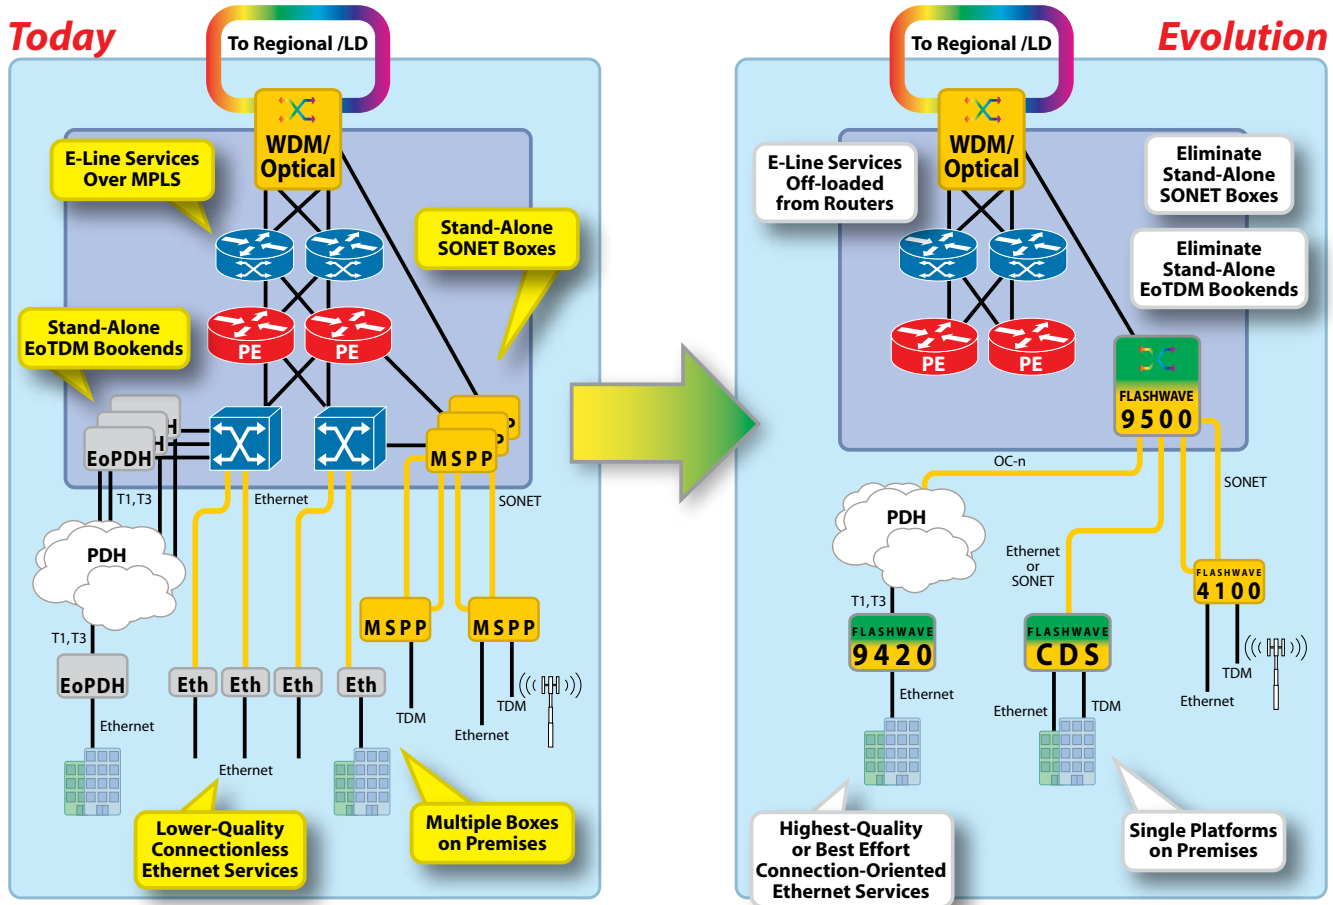 Today
To Regional /LD
WDM/
Optical
E-Line Services
Over MPLS
Stand-Alone
SONET Boxes
Stand-Alone
EoTDM Bookends
PE
PE
H
H
EoPDH
P
P
MSPP
T1, T3
Ethernet
SONET
PDH
MSPP
MSPP
T1, T3
EoPDH
Eth
Eth
Eth
Eth
TDM
TDM
Ethernet
Ethernet
Ethernet
Lower-Quality
Connectionless
Ethernet Services
Multiple Boxes
on Premises
Evolution
To Regional /LD
WDM/
Optical
E-Line Services
Off-loaded
from Routers
Eliminate
Stand-Alone
SONET Boxes
Eliminate
Stand-Alone
EoTDM Bookends
PE
PE
FLASHWAVE
9500
OC-n
SONET
PDH
Ethernet
or
SONET
FLASHWAVE
4100
T1, T3
FLASHWAVE
9420
FLASHWAVE
CDS
TDM
Ethernet
Ethernet
Ethernet
TDM
Highest-Quality
or Best Effort
Connection-Oriented
Ethernet Services
Single Platforms
on Premises